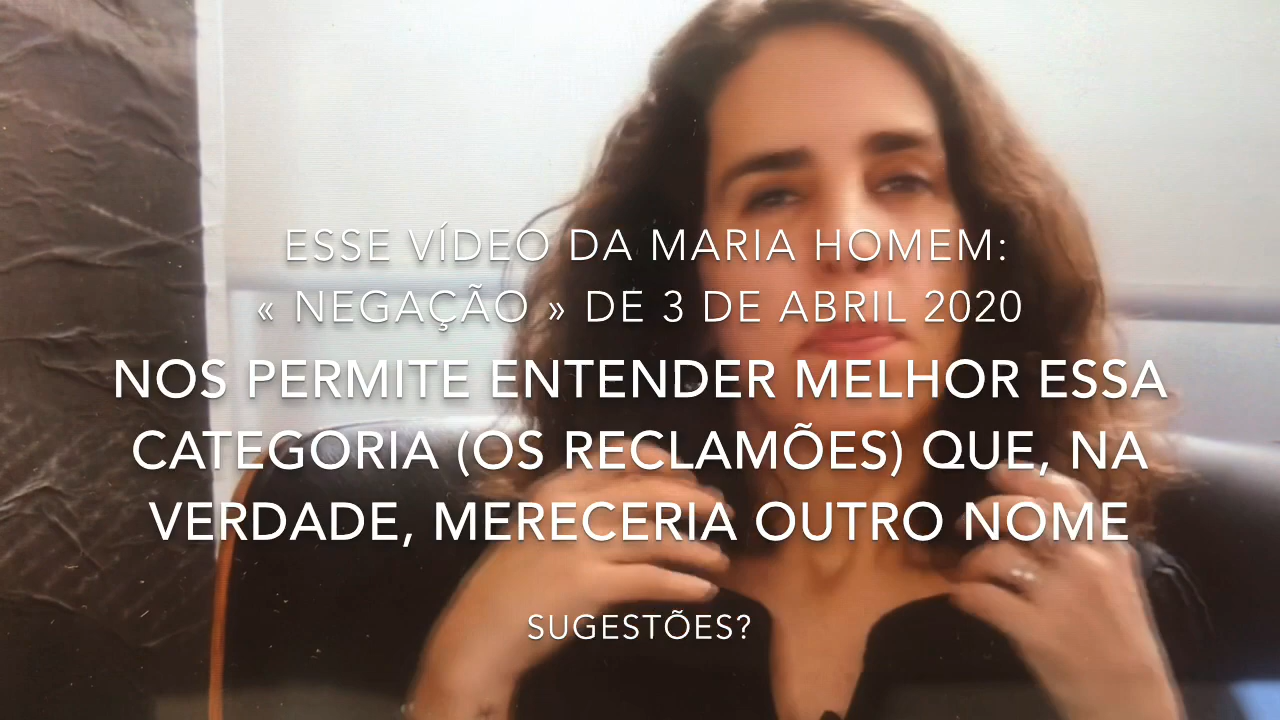 ESSE VÍDEO DA MARIA HOMEM:
« NEGAÇÃO » DE 3 DE ABRIL 2020
NOS PERMITE ENTENDER MELHOR ESSA
CATEGORIA (OS RECLAMÕES) QUE, NA
VERDADE, MERECERIA OUTRO NOME
SUGESTÕES?